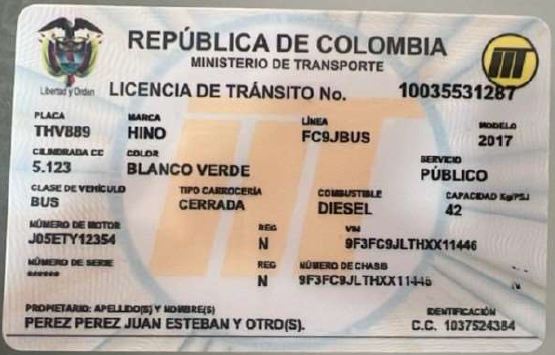 REPÚBLICA DE COLOMBIA
MINISTERIO DE TRANSPORTE
Libertad y Orden
LICENCIA DE TRÁNSITO No. 10035531287
PLACA MARCA LÍNEA MODELO
THV889 HINO FC9JBUS 2017
CILINDRADA CC COLOR SERVICIO
5.123 BLANCO VERDE PÚBLICO
CLASE DE VEHÍCULO TIPO CARROCERÍA COMBUSTIBLE CAPACIDAD Kg/PSJ
BUS CERRADA DIESEL 42
NÚMERO DE MOTOR REG VIN
J05ETY12354 N 9F3FC9JLTHXX11446
NÚMERO DE SERIE REG NÚMERO DE CHASIS
****** N 9F3FC9JLTHXX11446
PROPIETARIO: APELLIDO(S) Y NOMBRE(S) IDENTIFICACIÓN
PEREZ PEREZ JUAN ESTEBAN Y OTRO(S). C.C. 1037524384